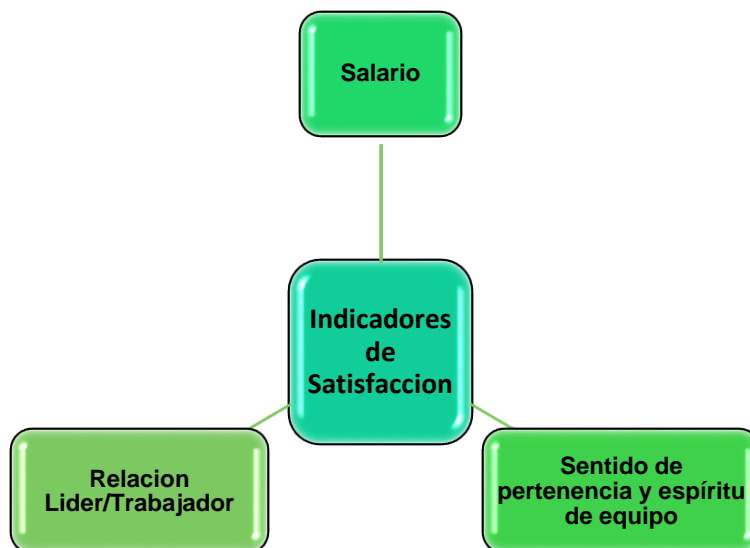 Salario
Indicadores
de
Satisfaccion
Relacion
Lider/Trabajador
Sentido de
pertenencia y espíritu
de equipo